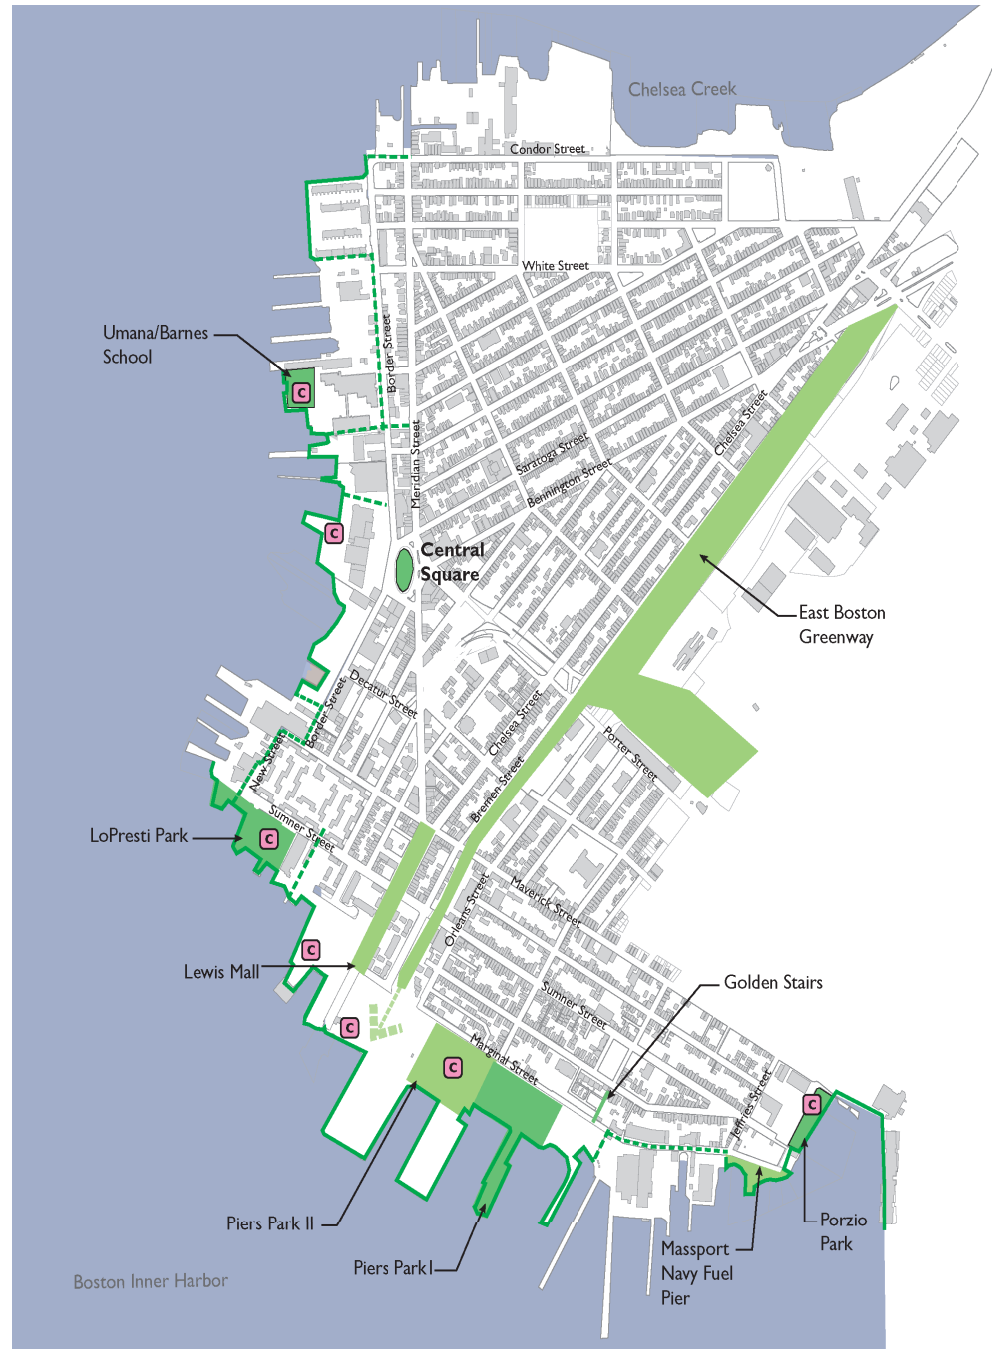 Chelsea Creek
Condor Street
White Street
Umana/Barnes
School
C
Border Street
Meridian Street
Chelsea Street
Saratoga Street
Bennington Street
C
Central
Square
East Boston
Greenway
Decatur Street
Border Street
Chelsea Street
New Street
Porter Street
Bremen Street
Sumner Street
LoPresti Park
C
Maverick Street
Orleans Street
C
Lewis Mall
Golden Stairs
Sumner Street
C
Marginal Street
C
Jeffries Street
C
Piers Park II
Porzio
Park
Piers Park I
Massport
Navy Fuel
Pier
Boston Inner Harbor